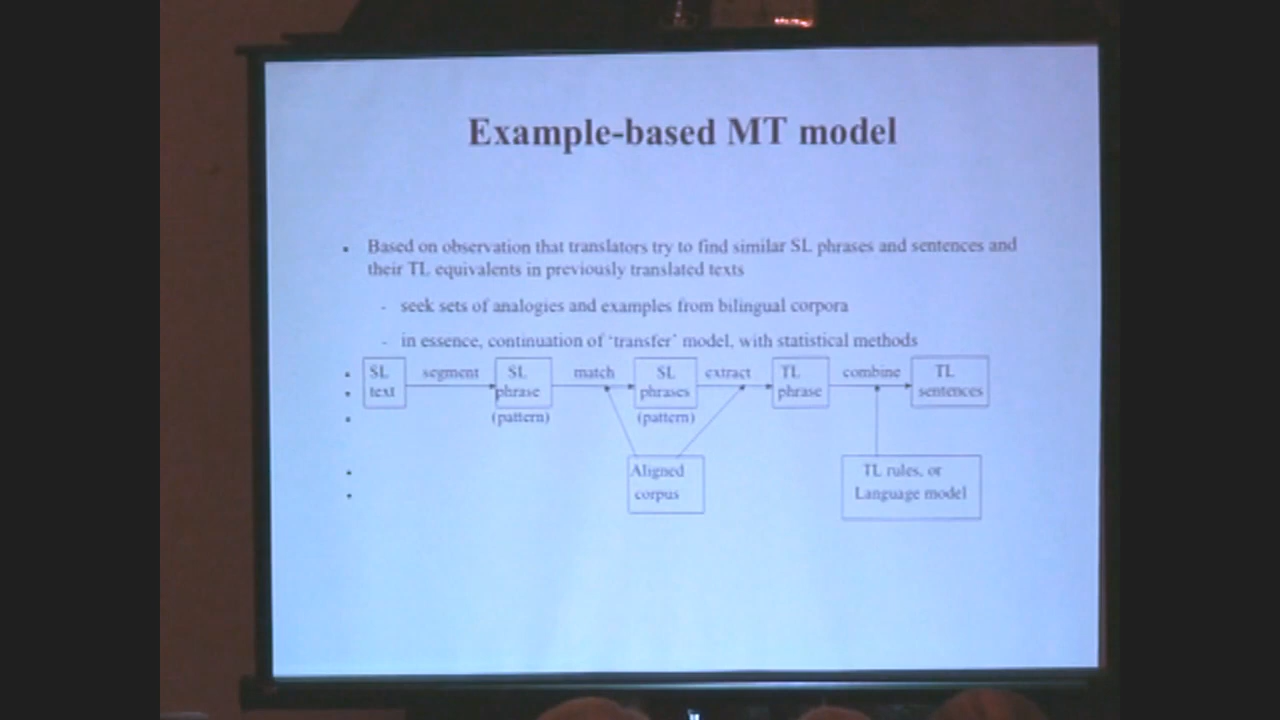 Example-based MT model
• Based on observation that translators try to find similar SL phrases and sentences and
their TL equivalents in previously translated texts
- seek sets of analogies and examples from bilingual corpora
- in essence, continuation of ‘transfer’ model, with statistical methods
• SL segment SL match SL extract TL combine TL
• text phrase phrases phrase sentences
• (pattern) (pattern)
• Aligned TL rules, or
• corpus Language model